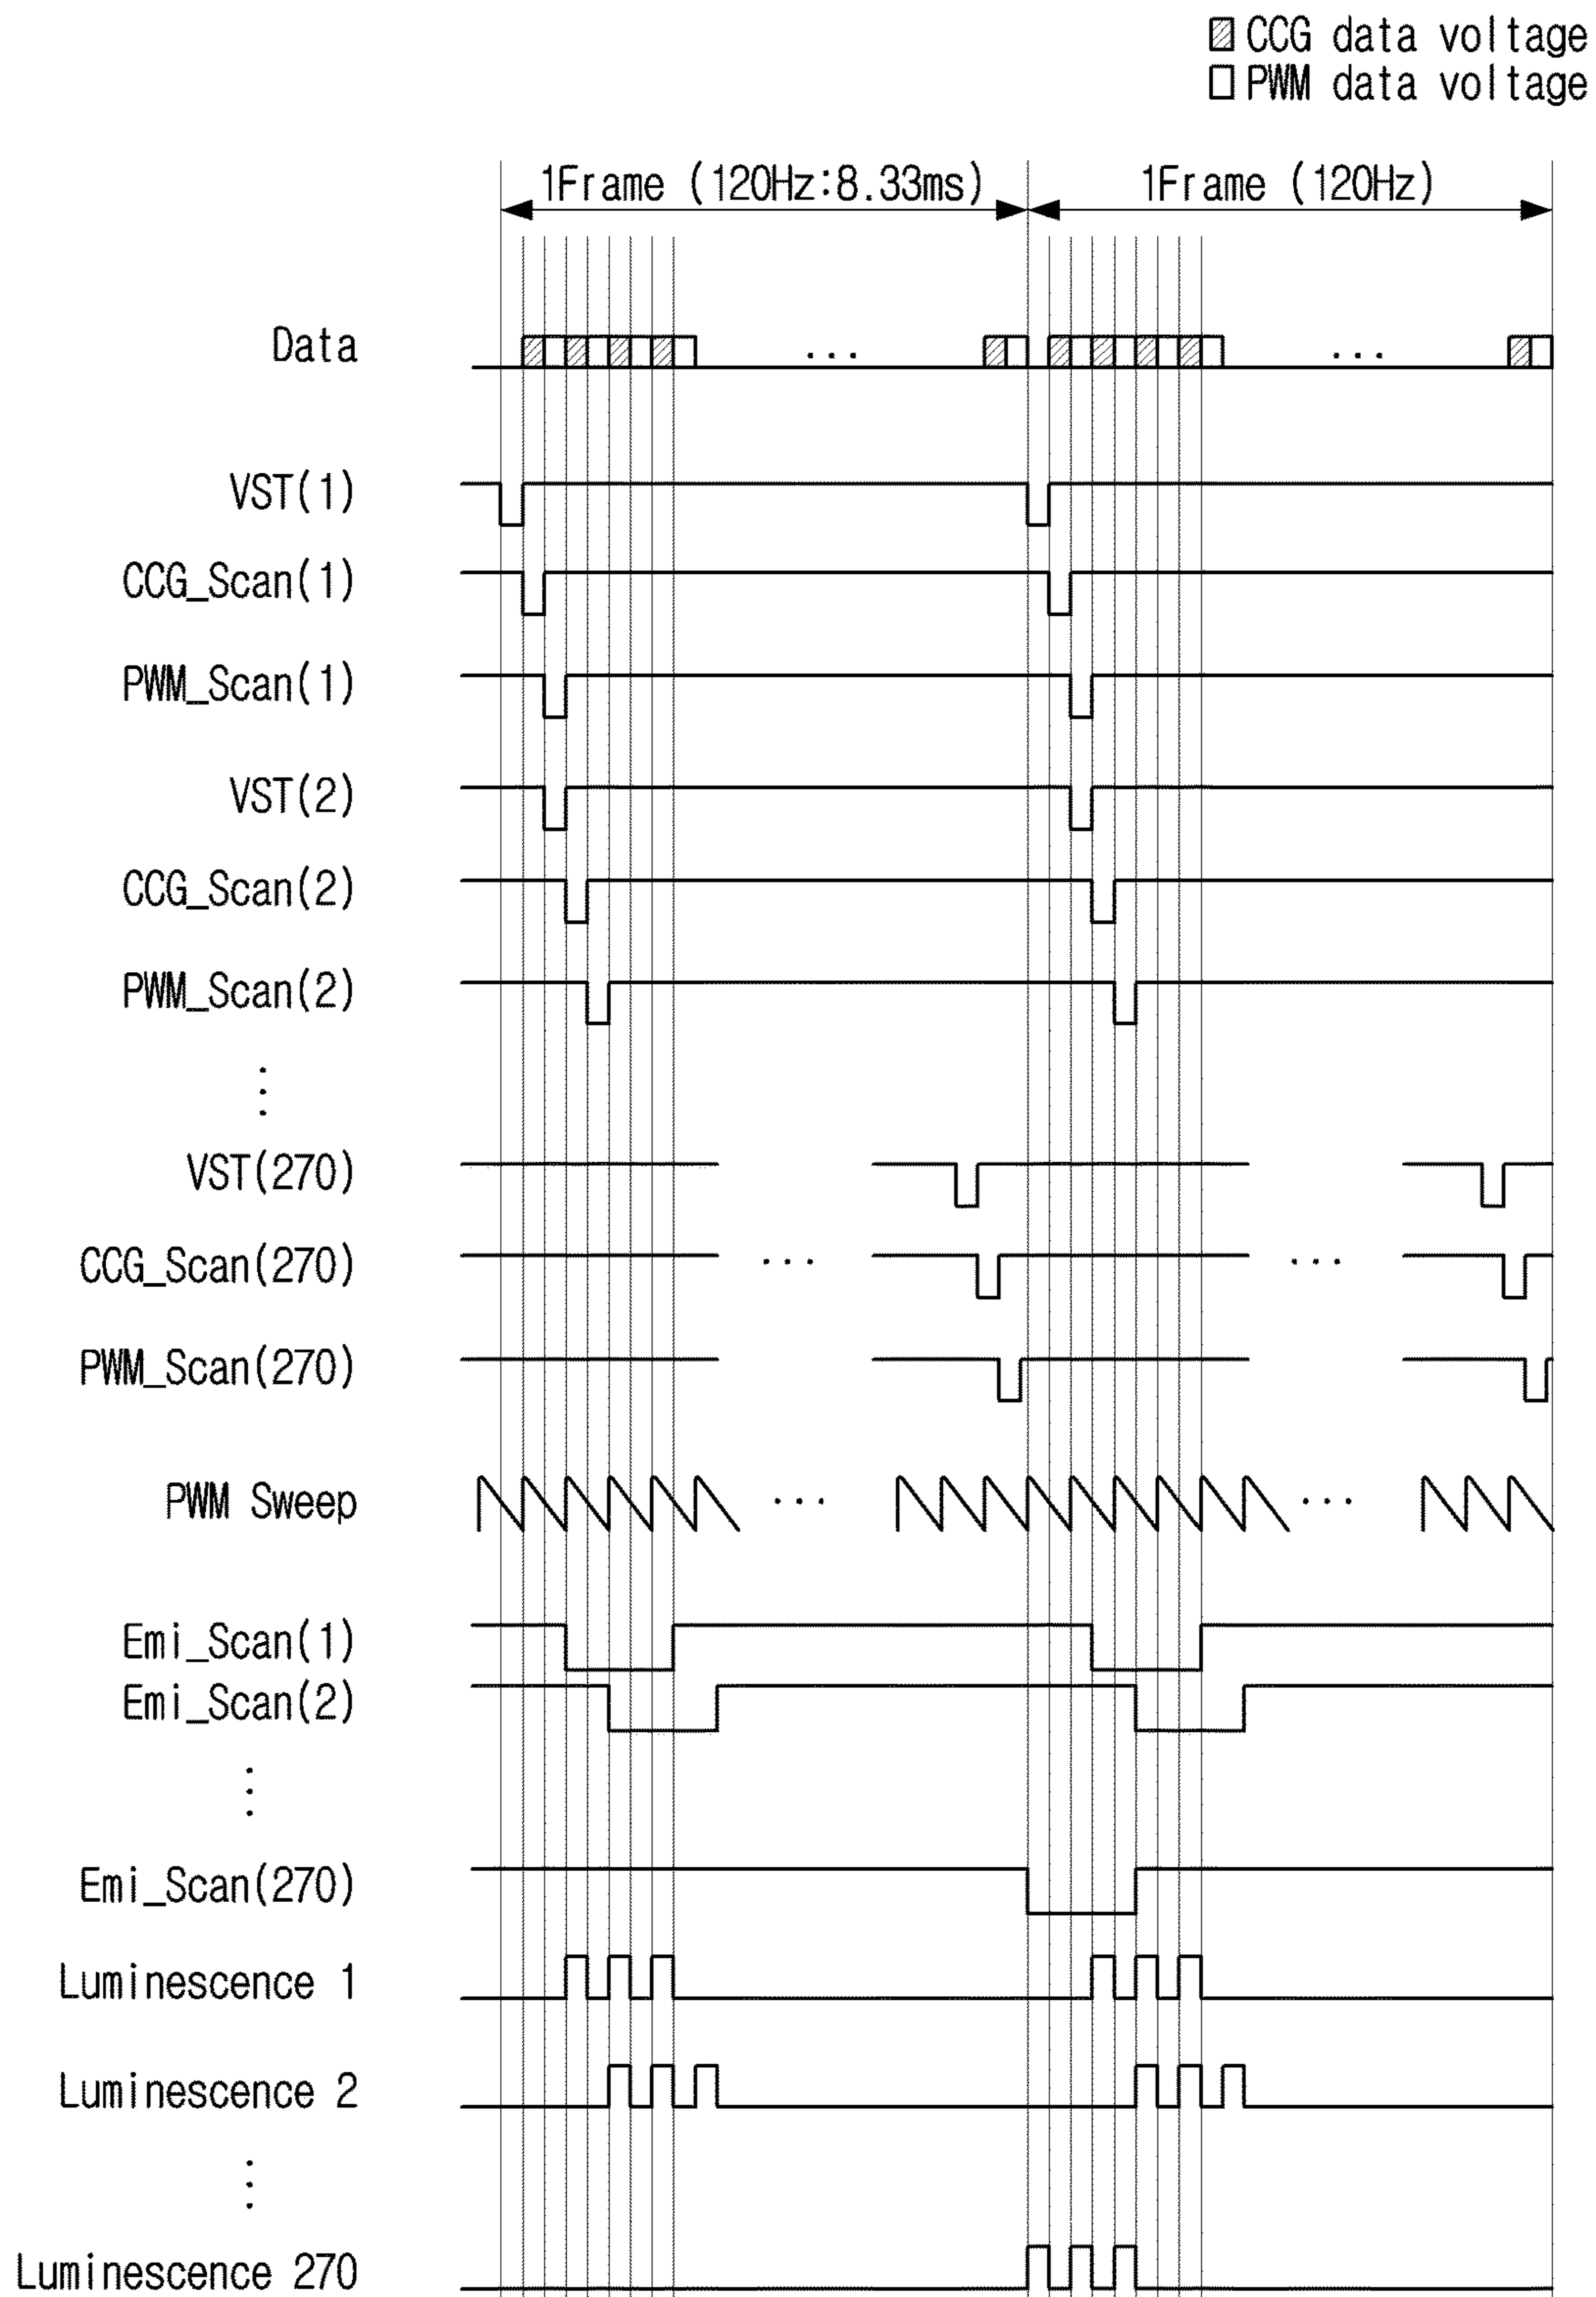 CCG data voltage
PWM data voltage
1Frame (120Hz:8.33ms)
1Frame (120Hz)
Data
...
...
VST(1)
CCG_Scan(1)
PWM_Scan(1)
VST(2)
CCG_Scan(2)
PWM_Scan(2)
⋮
VST(270)
CCG_Scan(270)
...
...
PWM_Scan(270)
PWM Sweep
...
...
Emi_Scan(1)
Emi_Scan(2)
⋮
Emi_Scan(270)
Luminescence 1
Luminescence 2
⋮
Luminescence 270